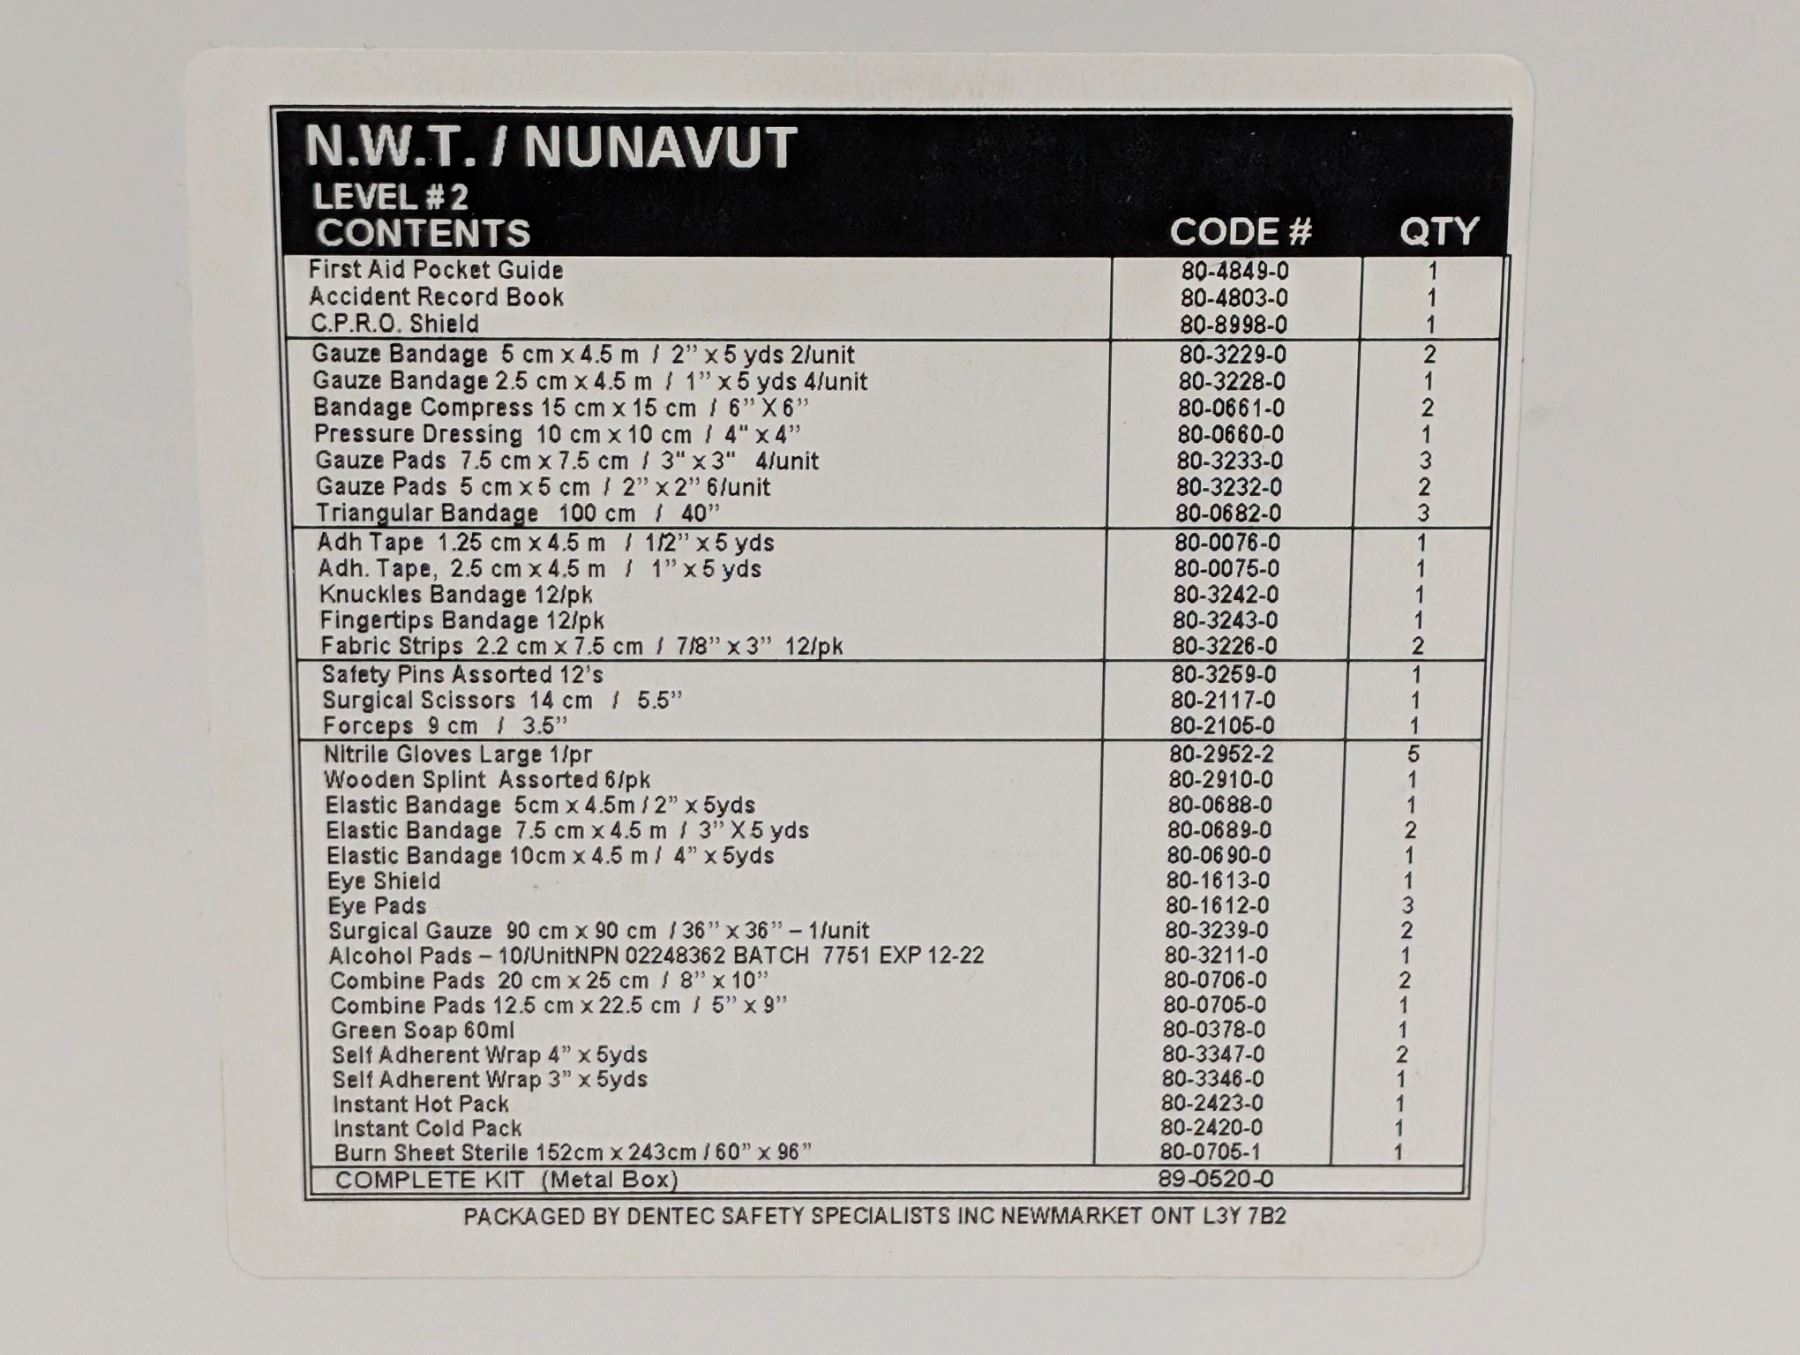 N.W.T. / NUNAVUT
LEVEL # 2
CONTENTS CODE # QTY
First Aid Pocket Guide 80-4849-0 1
Accident Record Book 80-4803-0 1
C.P.R.O. Shield 80-8998-0 1
Gauze Bandage 5 cm x 4.5 m / 2” x 5 yds 2/unit 80-3229-0 2
Gauze Bandage 2.5 cm x 4.5 m / 1” x 5 yds 4/unit 80-3228-0 1
Bandage Compress 15 cm x 15 cm / 6” X 6” 80-0661-0 2
Pressure Dressing 10 cm x 10 cm / 4" x 4” 80-0660-0 1
Gauze Pads 7.5 cm x 7.5 cm / 3" x 3" 4/unit 80-3233-0 3
Gauze Pads 5 cm x 5 cm / 2” x 2” 6/unit 80-3232-0 2
Triangular Bandage 100 cm / 40” 80-0682-0 3
Adh Tape 1.25 cm x 4.5 m / 1/2” x 5 yds 80-0076-0 1
Adh. Tape, 2.5 cm x 4.5 m / 1” x 5 yds 80-0075-0 1
Knuckles Bandage 12/pk 80-3242-0 1
Fingertips Bandage 12/pk 80-3243-0 1
Fabric Strips 2.2 cm x 7.5 cm / 7/8” x 3” 12/pk 80-3226-0 2
Safety Pins Assorted 12’s 80-3259-0 1
Surgical Scissors 14 cm / 5.5” 80-2117-0 1
Forceps 9 cm / 3.5” 80-2105-0 1
Nitrile Gloves Large 1/pr 80-2952-2 5
Wooden Splint Assorted 6/pk 80-2910-0 1
Elastic Bandage 5cm x 4.5m / 2” x 5yds 80-0688-0 1
Elastic Bandage 7.5 cm x 4.5 m / 3” X 5 yds 80-0689-0 2
Elastic Bandage 10cm x 4.5 m / 4” x 5yds 80-0690-0 1
Eye Shield 80-1613-0 1
Eye Pads 80-1612-0 3
Surgical Gauze 90 cm x 90 cm / 36” x 36” – 1/unit 80-3239-0 2
Alcohol Pads – 10/UnitNPN 02248362 BATCH 7751 EXP 12-22 80-3211-0 1
Combine Pads 20 cm x 25 cm / 8” x 10” 80-0706-0 2
Combine Pads 12.5 cm x 22.5 cm / 5” x 9” 80-0705-0 1
Green Soap 60ml 80-0378-0 1
Self Adherent Wrap 4” x 5yds 80-3347-0 2
Self Adherent Wrap 3” x 5yds 80-3346-0 1
Instant Hot Pack 80-2423-0 1
Instant Cold Pack 80-2420-0 1
Burn Sheet Sterile 152cm x 243cm / 60” x 96” 80-0705-1 1
COMPLETE KIT (Metal Box) 89-0520-0
PACKAGED BY DENTEC SAFETY SPECIALISTS INC NEWMARKET ONT L3Y 7B2